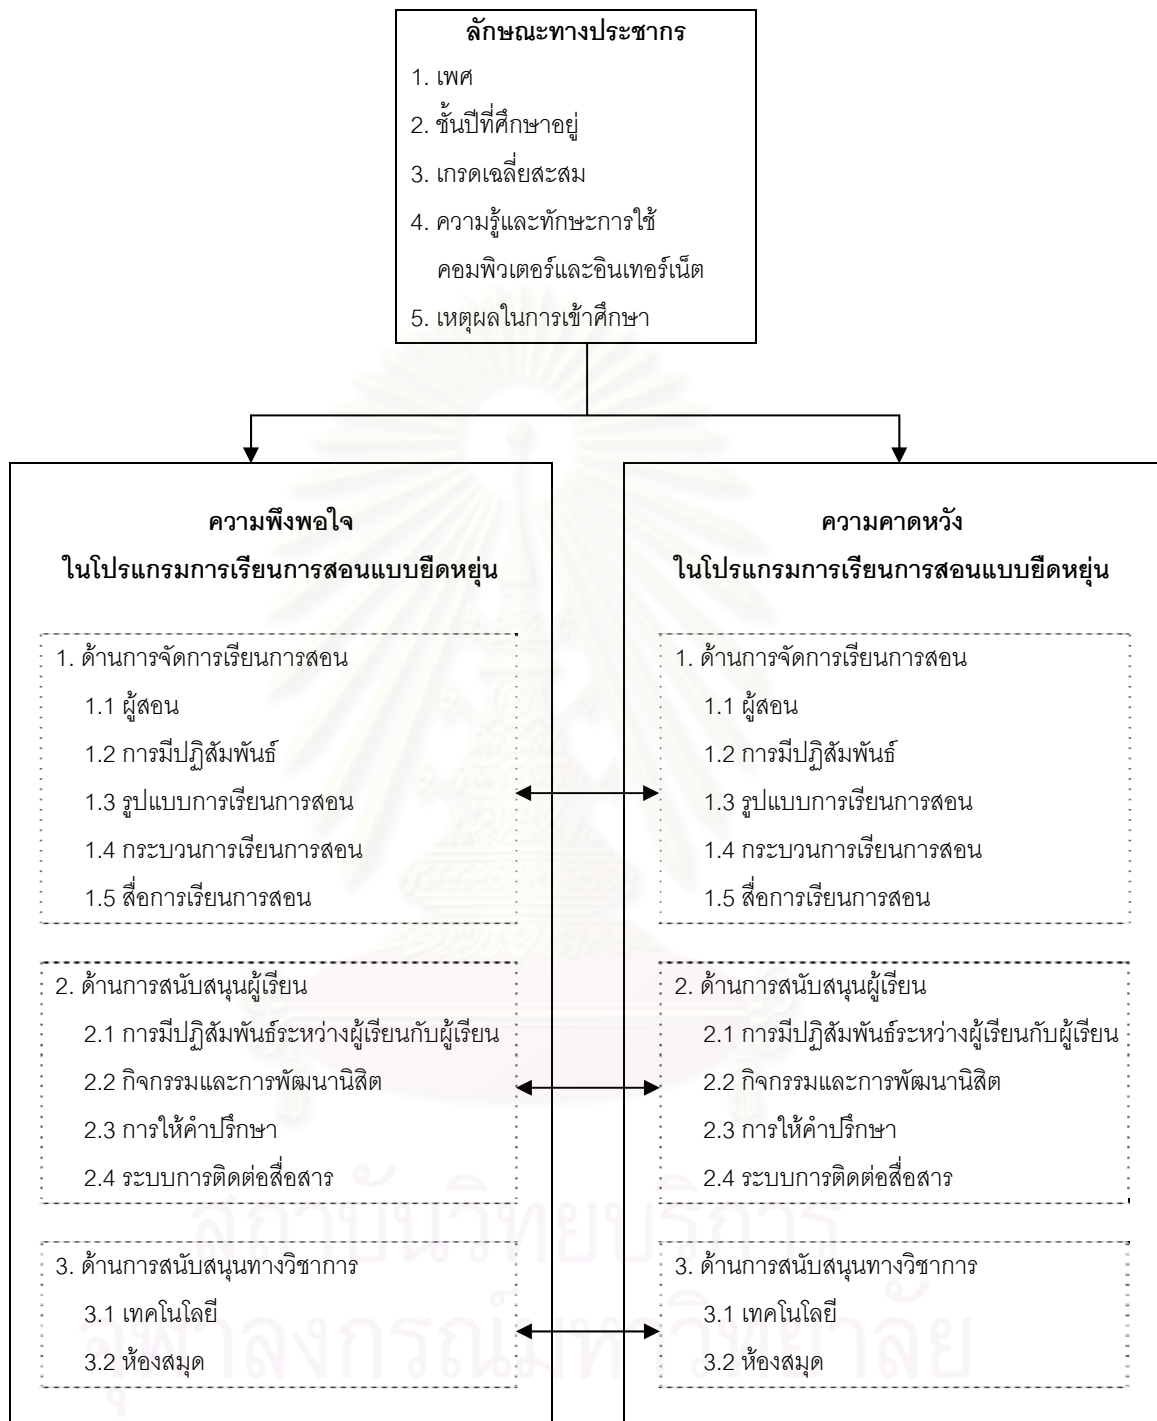 ลักษณะทางประชากร
1. เพศ
2. ชั้นปีที่ศึกษาอยู่
3. เกรดเฉลี่ยสะสม
4. ความรู้และทักษะการใช้
คอมพิวเตอร์และอินเทอร์เน็ต
5. เหตุผลในการเข้าศึกษา
ความพึงพอใจ
ในโปรแกรมการเรียนการสอนแบบยืดหยุ่น
1. ด้านการจัดการเรียนการสอน
1.1 ผู้สอน
1.2 การมีปฏิสัมพันธ์
1.3 รูปแบบการเรียนการสอน
1.4 กระบวนการเรียนการสอน
1.5 สื่อการเรียนการสอน
2. ด้านการสนับสนุนผู้เรียน
2.1 การมีปฏิสัมพันธ์ระหว่างผู้เรียนกับผู้เรียน
2.2 กิจกรรมและการพัฒนานิสิต
2.3 การให้คำปรึกษา
2.4 ระบบการติดต่อสื่อสาร
3. ด้านการสนับสนุนทางวิชาการ
3.1 เทคโนโลยี
3.2 ห้องสมุด
ความคาดหวัง
ในโปรแกรมการเรียนการสอนแบบยืดหยุ่น
1. ด้านการจัดการเรียนการสอน
1.1 ผู้สอน
1.2 การมีปฏิสัมพันธ์
1.3 รูปแบบการเรียนการสอน
1.4 กระบวนการเรียนการสอน
1.5 สื่อการเรียนการสอน
2. ด้านการสนับสนุนผู้เรียน
2.1 การมีปฏิสัมพันธ์ระหว่างผู้เรียนกับผู้เรียน
2.2 กิจกรรมและการพัฒนานิสิต
2.3 การให้คำปรึกษา
2.4 ระบบการติดต่อสื่อสาร
3. ด้านการสนับสนุนทางวิชาการ
3.1 เทคโนโลยี
3.2 ห้องสมุด
สถาบันวิทยบริการ
จุฬาลงกรณ์มหาวิทยาลัย